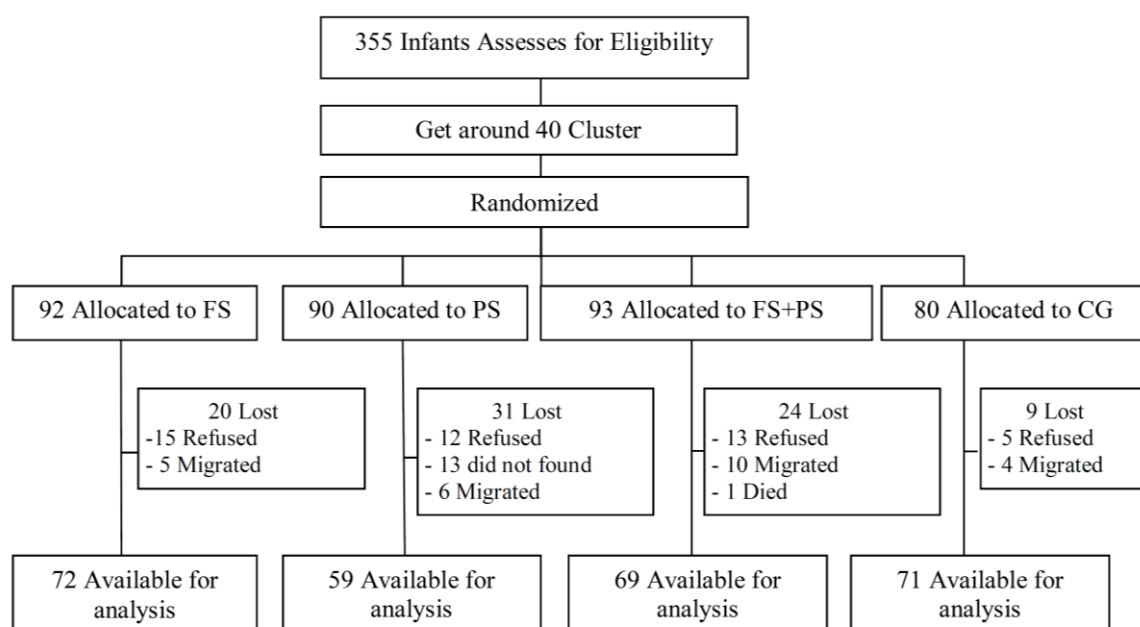 355 Infants Assesses for Eligibility
Get around 40 Cluster
Randomized
92 Allocated to FS
90 Allocated to PS
93 Allocated to FS+PS
80 Allocated to CG
20 Lost
-15 Refused
- 5 Migrated
31 Lost
- 12 Refused
- 13 did not found
- 6 Migrated
24 Lost
- 13 Refused
- 10 Migrated
- 1 Died
9 Lost
- 5 Refused
- 4 Migrated
72 Available for
analysis
59 Available for
analysis
69 Available for
analysis
71 Available for
analysis